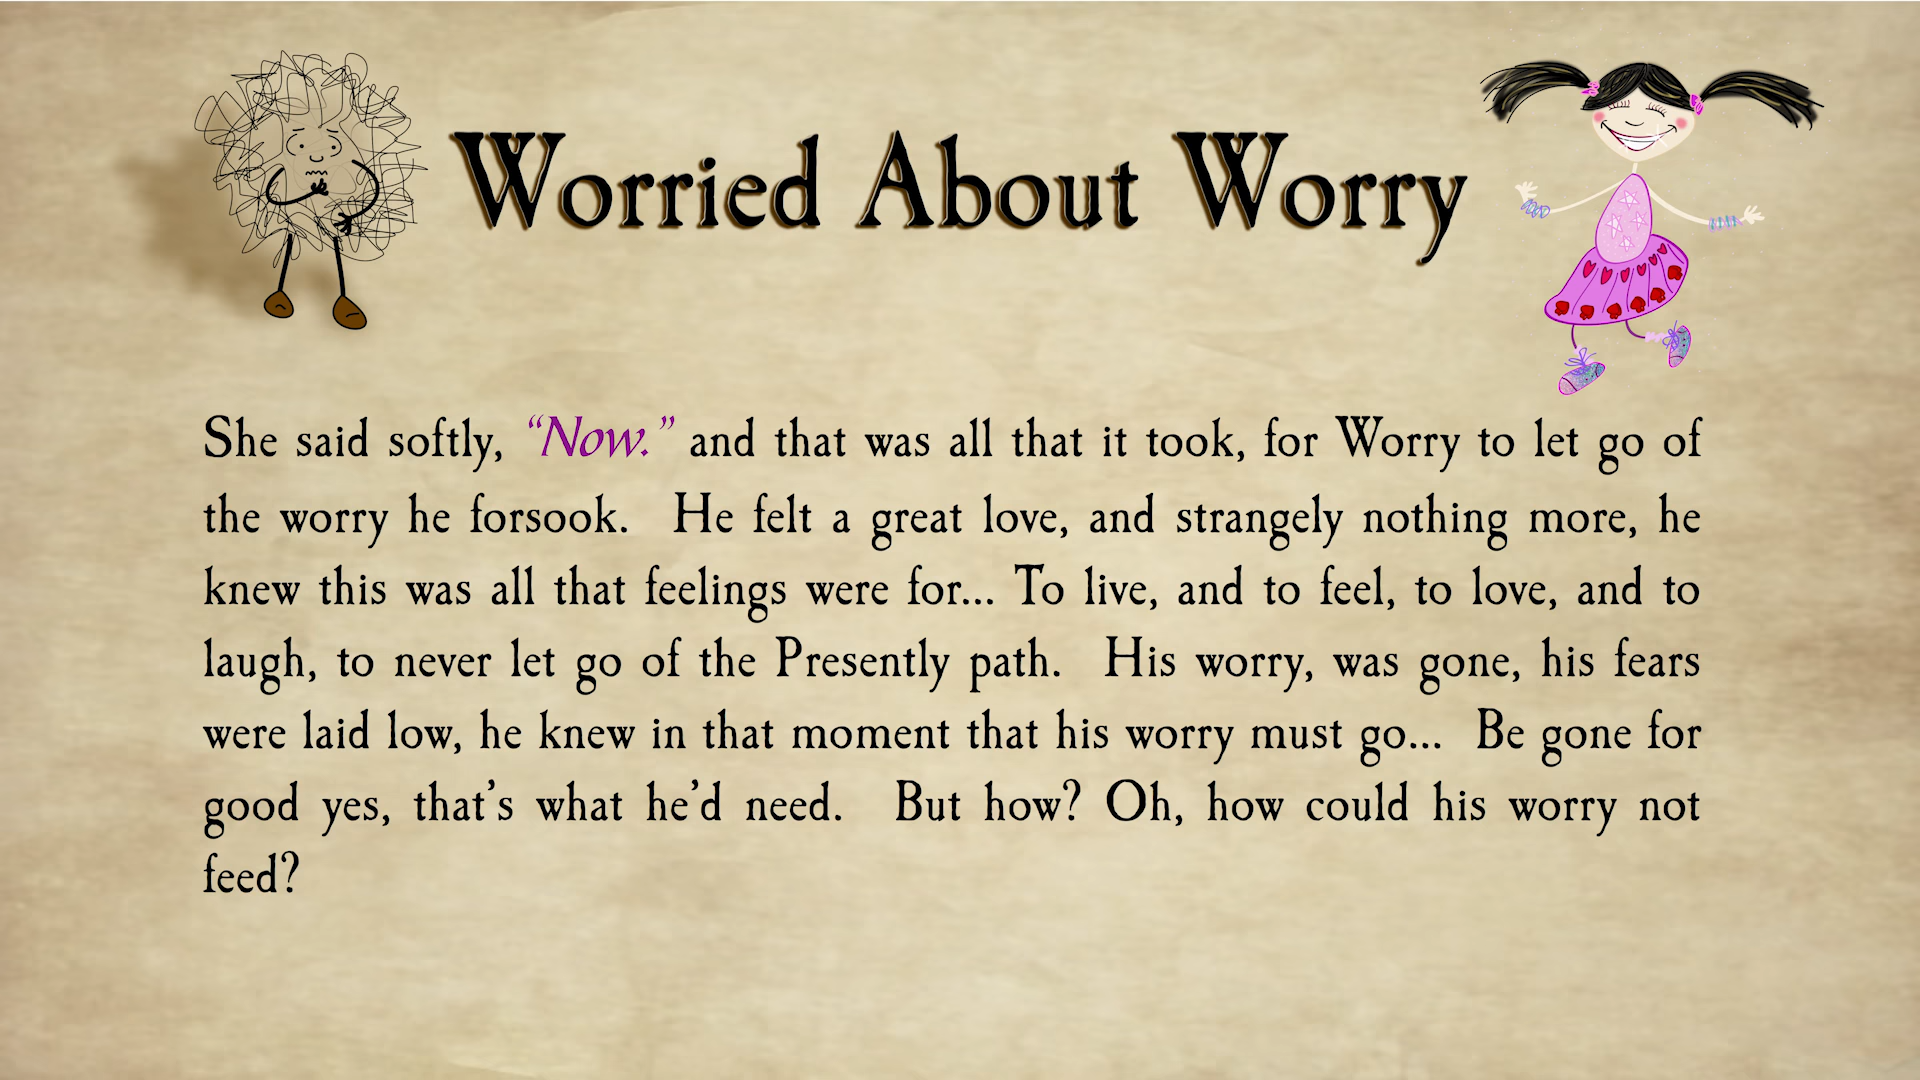 Worried About Worry
She said softly, “Now.” and that was all that it took, for Worry to let go of
the worry he forsook. He felt a great love, and strangely nothing more, he
knew this was all that feelings were for... To live, and to feel, to love, and to
laugh, to never let go of the Presently path. His worry, was gone, his fears
were laid low, he knew in that moment that his worry must go... Be gone for
good yes, that’s what he’d need. But how? Oh, how could his worry not
feed?